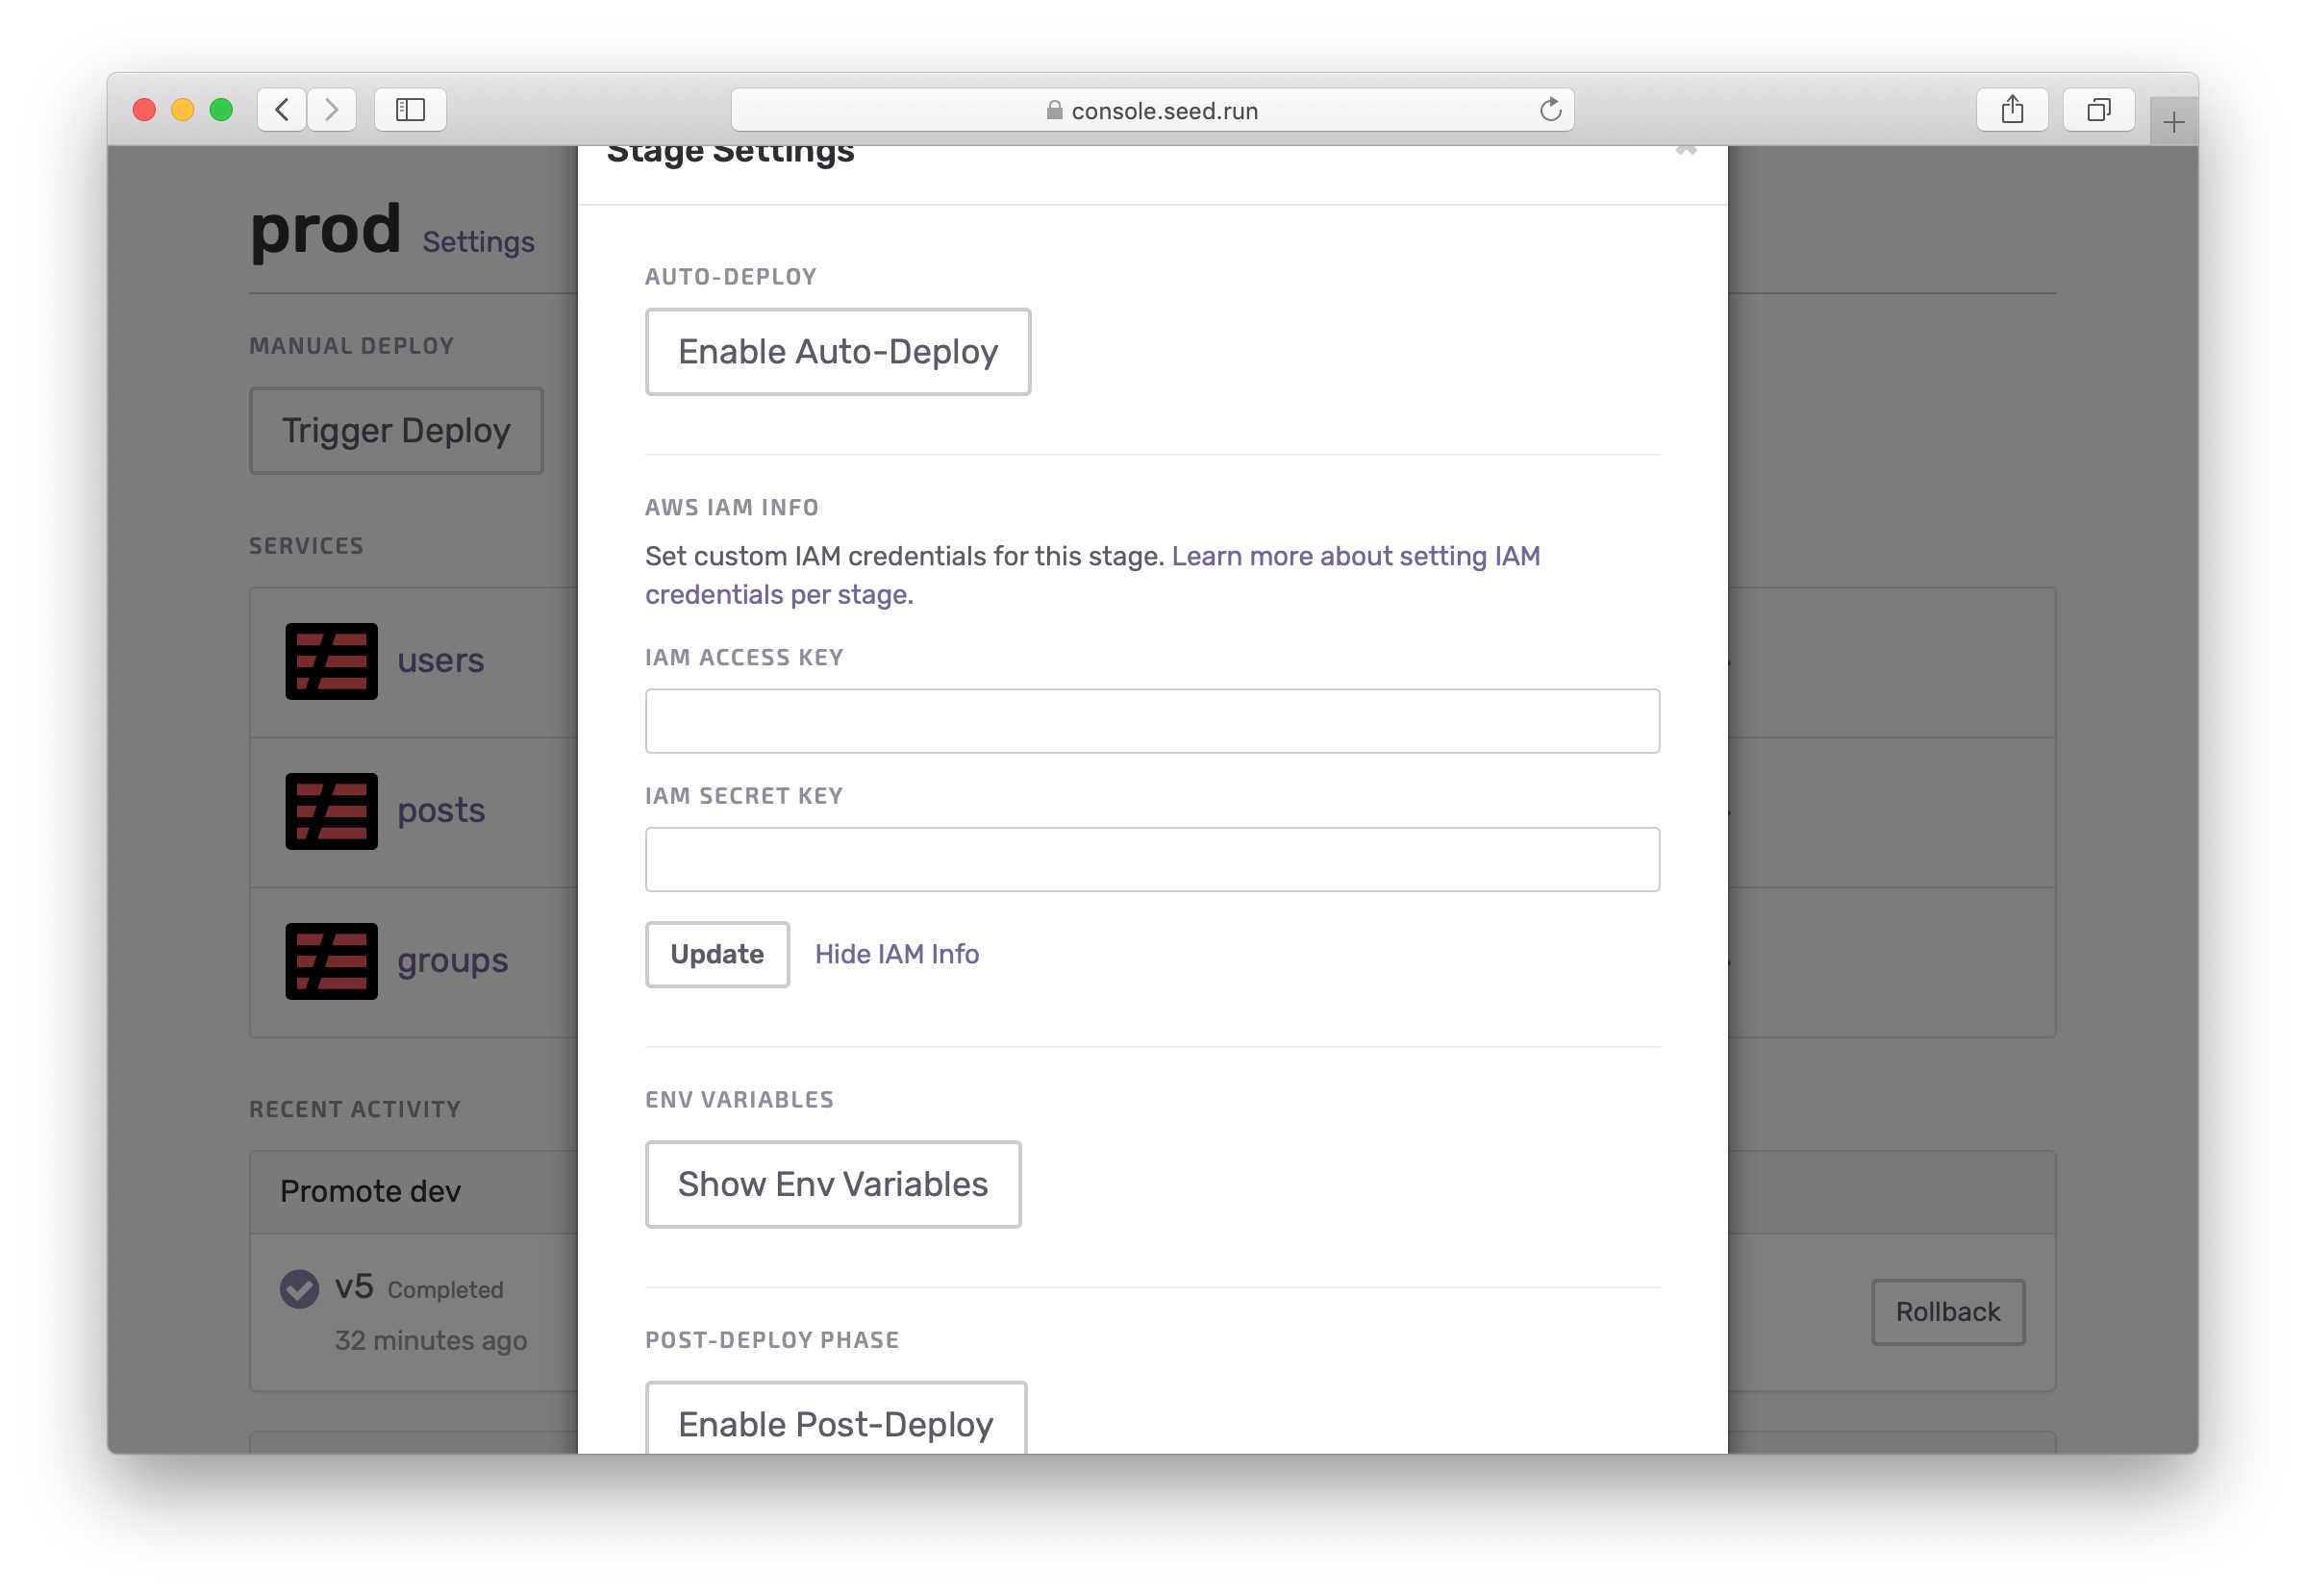 console.seed.run
Stage Settings
prod Settings
MANUAL DEPLOY
Trigger Deploy
SERVICES
users
posts
groups
RECENT ACTIVITY
Promote dev
v5 Completed
32 minutes ago
Rollback
AUTO-DEPLOY
Enable Auto-Deploy
AWS IAM INFO
Set custom IAM credentials for this stage. Learn more about setting IAM
credentials per stage.
IAM ACCESS KEY
IAM SECRET KEY
Update Hide IAM Info
ENV VARIABLES
Show Env Variables
POST-DEPLOY PHASE
Enable Post-Deploy